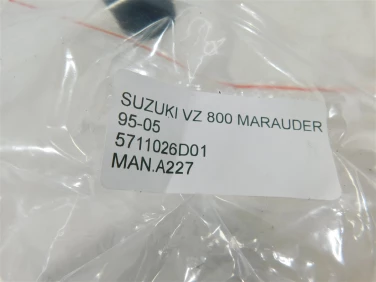 SUZUKI VZ 800 MARAUDER
95-05
5711026D01
MAN.A227